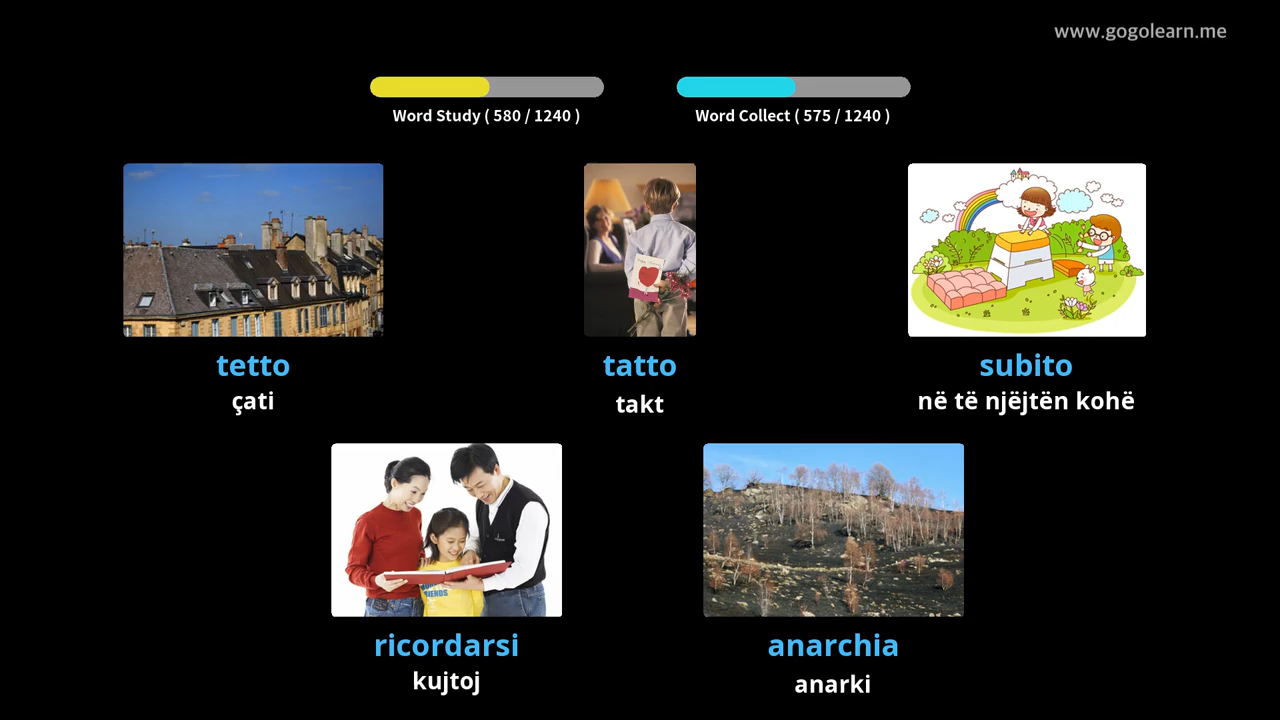 www.gogolearn.me
Word Study ( 580 / 1240 )
Word Collect ( 575 / 1240 )
tetto
çati
tatto
takt
subito
në të njëjtën kohë
ricordarsi
kujtoj
anarchia
anarki